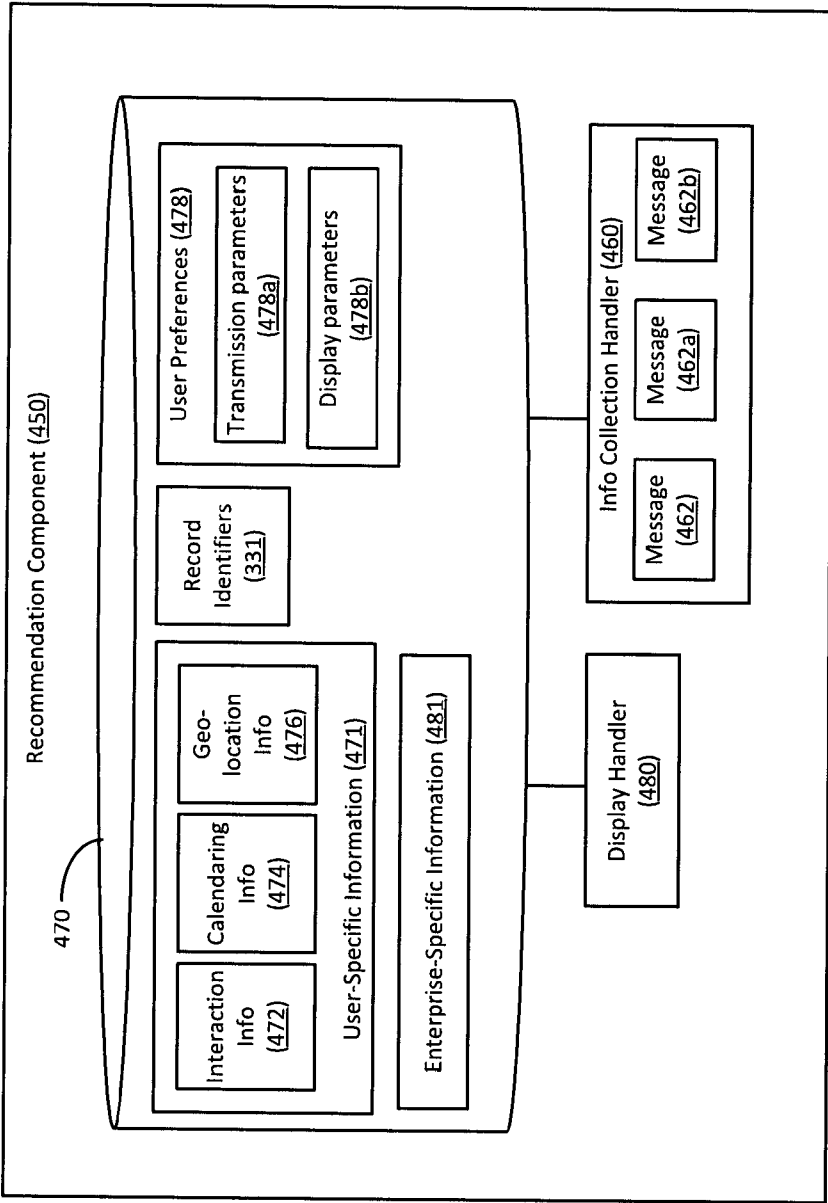 Recommendation Component (450)
470
Interaction
Info
(472)
Calendaring
Info
(474)
Geo-
location
Info
(476)
User-Specific Information (471)
Enterprise-Specific Information (481)
Record
Identifiers
(331)
User Preferences (478)
Transmission parameters
(478a)
Display parameters
(478b)
Display Handler
(480)
Info Collection Handler (460)
Message
(462)
Message
(462a)
Message
(462b)